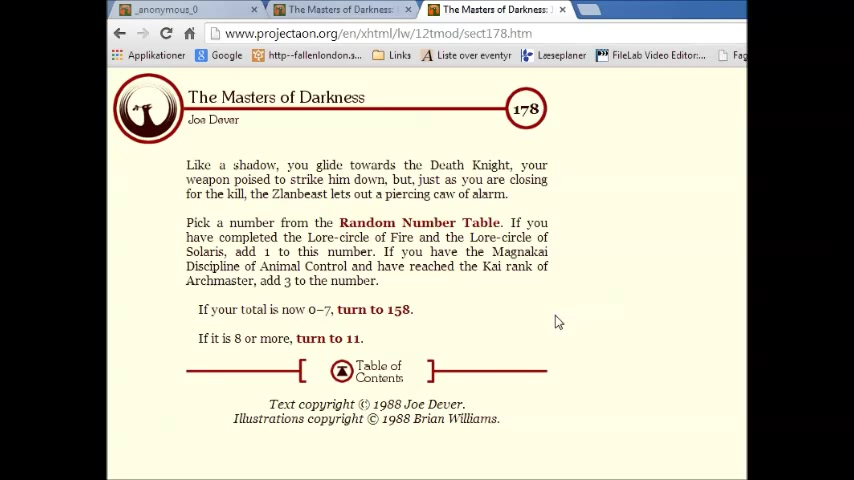 _anonymous_0
The Masters of Darkness:
The Masters of Darkness: J
www.projectaon.org/en/xhtml/lw/12tmod/sect178.htm
Applikationer
Google
http--fallenlondon.s...
Links
Liste over eventyr
Læseplaner
FileLab Video Editor:...
Fag
The Masters of Darkness
178
Joe Dever
Like a shadow, you glide towards the Death Knight, your
weapon poised to strike him down, but, just as you are closing
for the kill, the Zlanbeast lets out a piercing caw of alarm.
Pick a number from the Random Number Table. If you
have completed the Lore-circle of Fire and the Lore-circle of
Solaris, add 1 to this number. If you have the Magnakai
Discipline of Animal Control and have reached the Kai rank of
Archmaster, add 3 to the number.
If your total is now 0–7, turn to 158.
If it is 8 or more, turn to 11.
Table of
Contents
Text copyright © 1988 Joe Dever.
Illustrations copyright © 1988 Brian Williams.